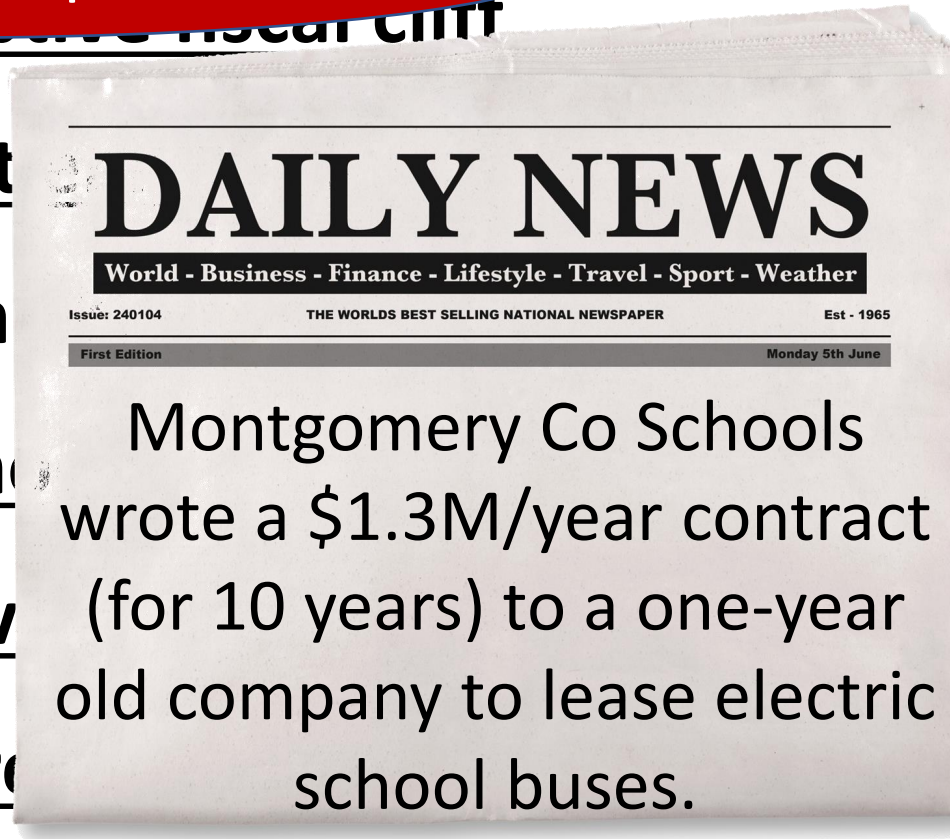 fiscal cliff
DAILY NEWS
World - Business - Finance - Lifestyle - Travel - Sport - Weather
Issue: 240104 THE WORLDS BEST SELLING NATIONAL NEWSPAPER Est - 1965
First Edition Monday 5th June
Montgomery Co Schools
wrote a $1.3M/year contract
(for 10 years) to a one-year
old company to lease electric
school buses.